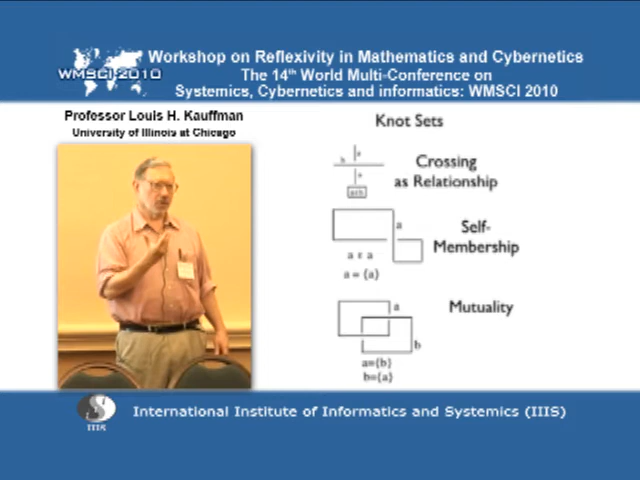 WMSCI 2010
Workshop on Reflexivity in Mathematics and Cybernetics
The 14th World Multi-Conference on
Systemics, Cybernetics and informatics: WMSCI 2010
Professor Louis H. Kauffman
University of Illinois at Chicago
Knot Sets
a
b
a
Crossing
as Relationship
a
Self-
Membership
a ε a
a = {a}
a
Mutuality
b
a={b}
b={a}
IIIS
International Institute of Informatics and Systemics (IIIS)